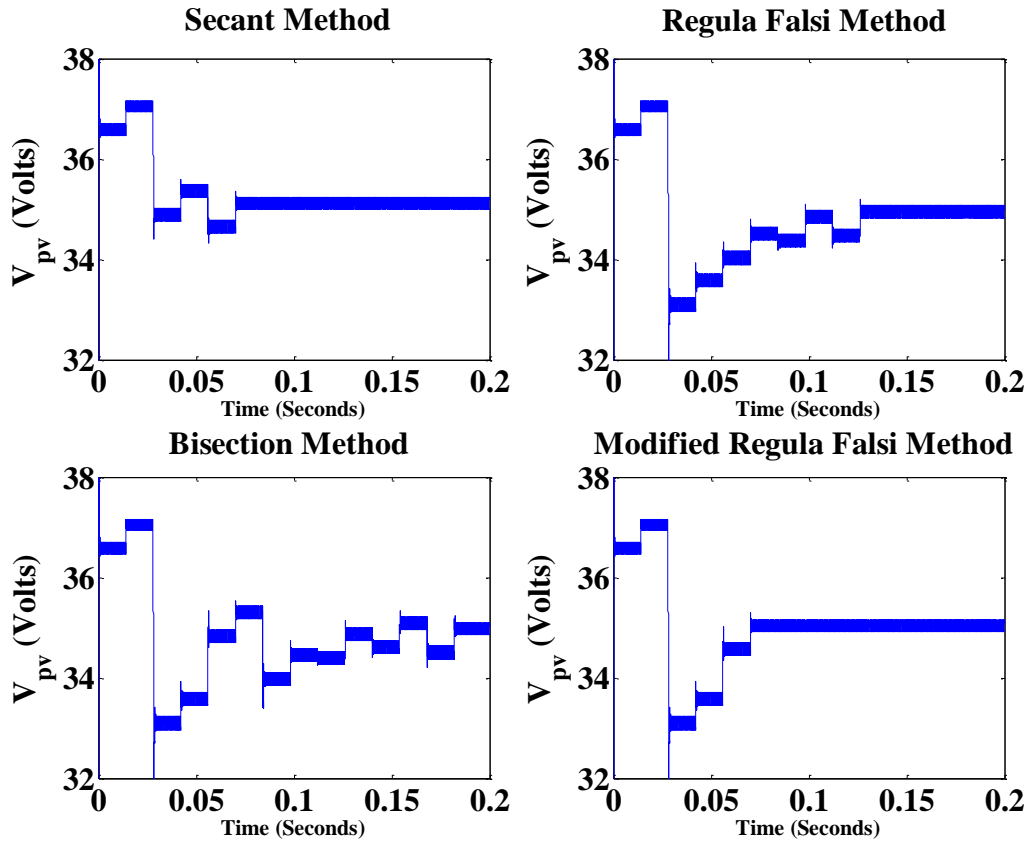 Secant Method
38
36
34
32
V_pv (Volts)
0 0.05 0.1 0.15 0.2
Time (Seconds)
Regula Falsi Method
38
36
34
32
V_pv (Volts)
0 0.05 0.1 0.15 0.2
Time (Seconds)
Bisection Method
38
36
34
32
V_pv (Volts)
0 0.05 0.1 0.15 0.2
Time (Seconds)
Modified Regula Falsi Method
38
36
34
32
V_pv (Volts)
0 0.05 0.1 0.15 0.2
Time (Seconds)